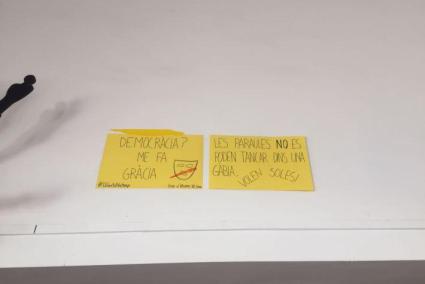 DEMOCRÀCIA?
ME FA
GRÀCIA
LES PARAULES NO ES
PODEN TANCAR DINS UNA
GÀBIA.
VOLEN SOLES!